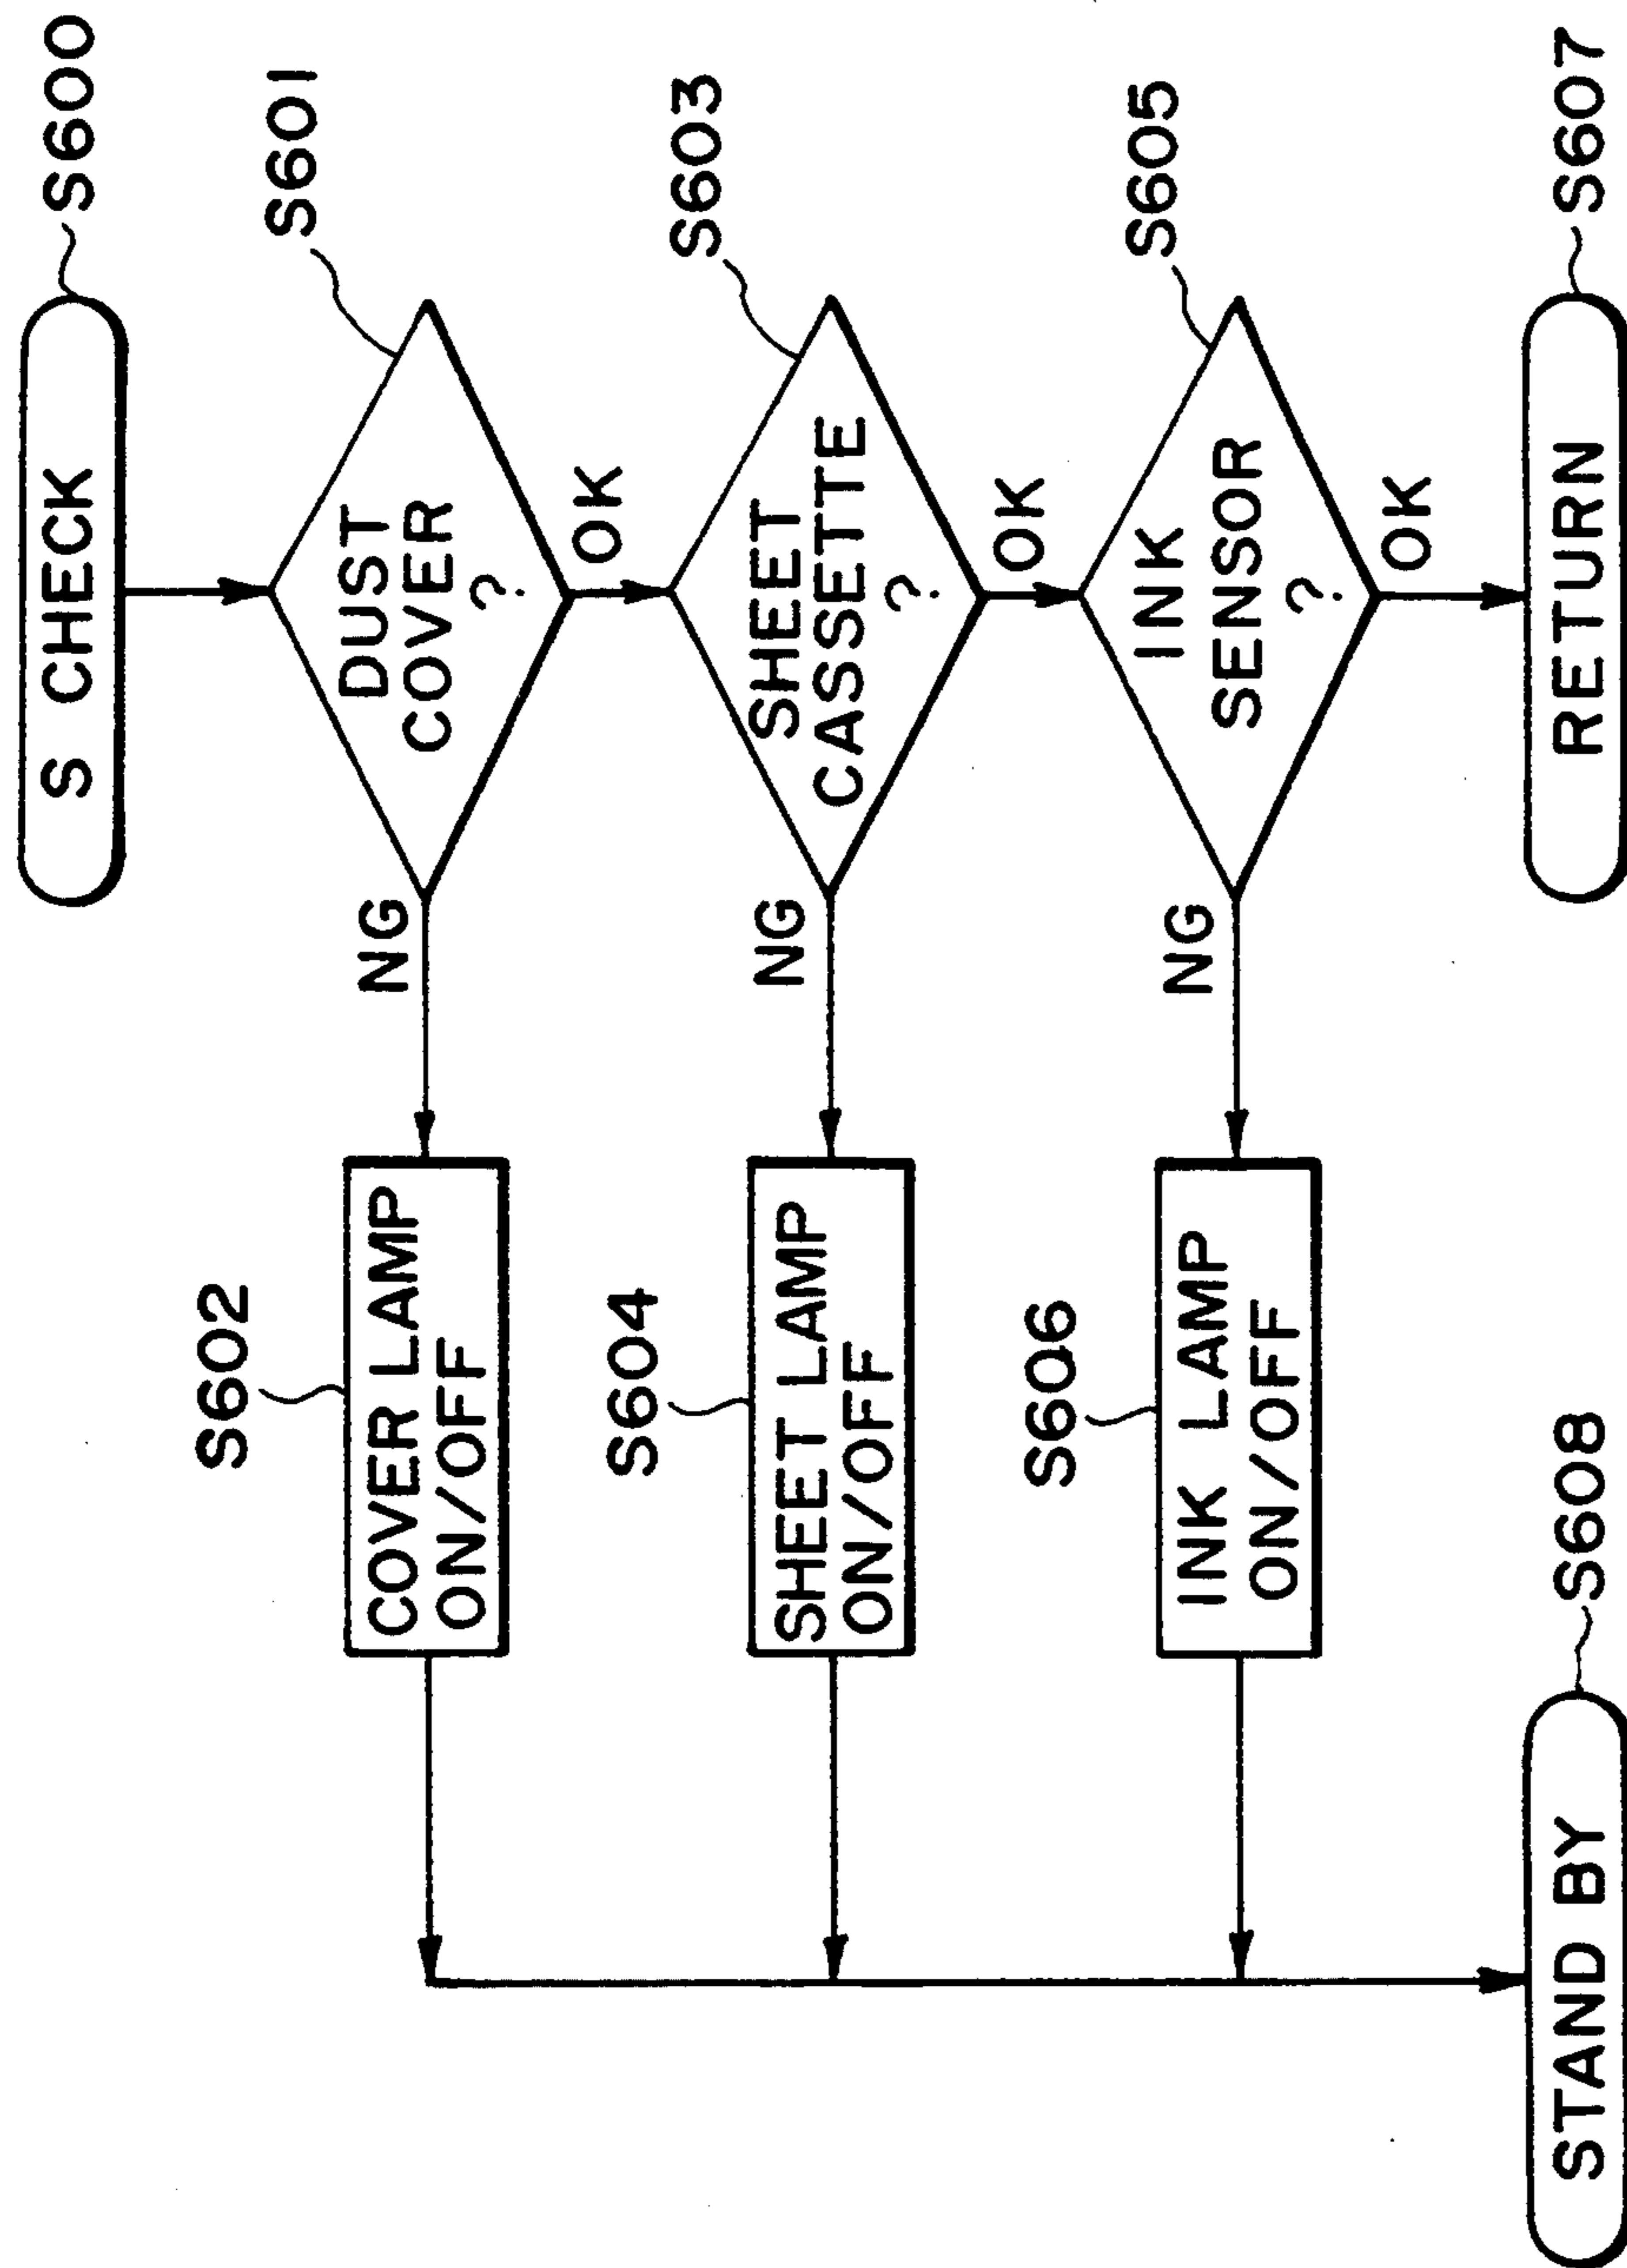 S CHECK
S600
DUST
COVER
?
S601
NG
OK
S602
COVER LAMP
ON/OFF
SHEET
CASSETTE
?
S603
NG
OK
S604
SHEET LAMP
ON/OFF
INK
SENSOR
?
S605
NG
OK
S606
INK LAMP
ON/OFF
RETURN
S607
STAND BY
S608